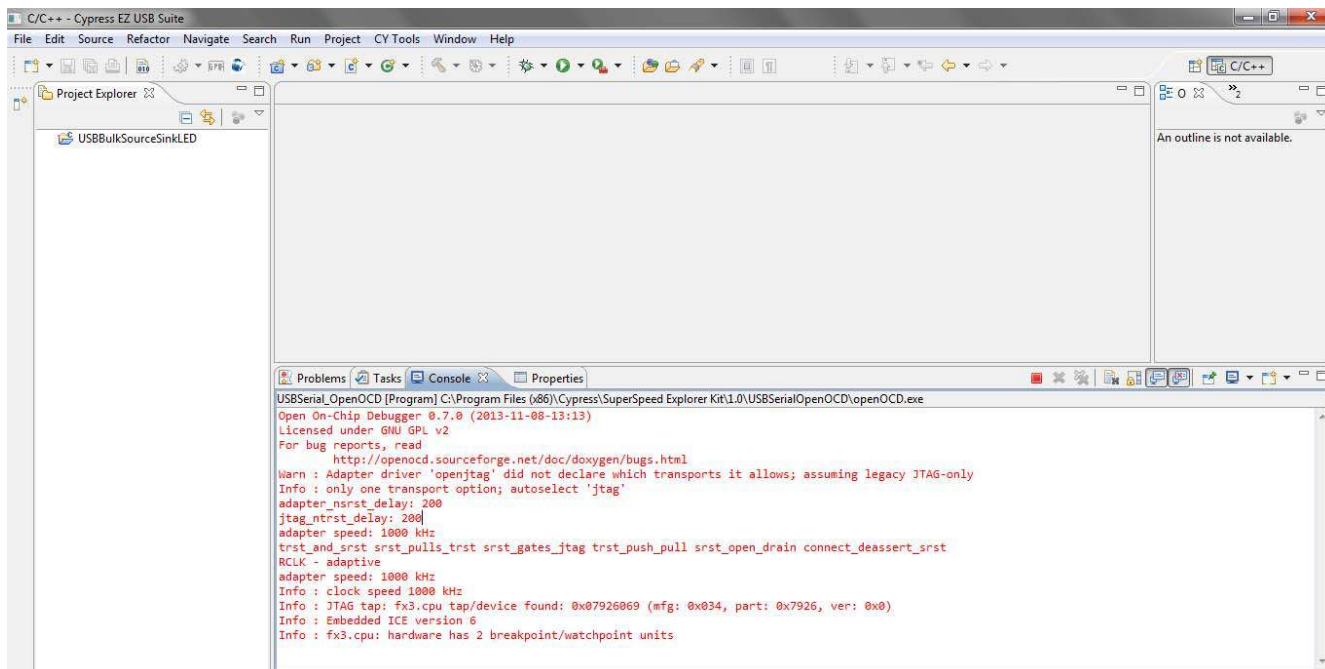 C/C++ - Cypress EZ USB Suite
File Edit Source Refactor Navigate Search Run Project CYTools Window Help
C/C++
Project Explorer
O
»2
USBBulkSourceSinkLED
An outline is not available.
Problems Tasks Console Properties
USBSerial_OpenOCD [Program] C:\Program Files (x86)\Cypress\SuperSpeed Explorer Kit\1.0\USBSerialOpenOCD\openOCD.exe
Open On-Chip Debugger 0.7.0 (2013-11-08-13:13)
Licensed under GNU GPL v2
For bug reports, read
http://openocd.sourceforge.net/doc/doxygen/bugs.html
Warn : Adapter driver 'openjtag' did not declare which transports it allows; assuming legacy JTAG-only
Info : only one transport option; autoselect 'jtag'
adapter_nsrst_delay: 200
jtag_ntrst_delay: 200
adapter speed: 1000 kHz
trst_and_srst srst_pulls_trst srst_gates_jtag trst_push_pull srst_open_drain connect_deassert_srst
RCLK - adaptive
adapter speed: 1000 kHz
Info : clock speed 1000 kHz
Info : JTAG tap: fx3.cpu tap/device found: 0x07926069 (mfg: 0x034, part: 0x7926, ver: 0x0)
Info : Embedded ICE version 6
Info : fx3.cpu: hardware has 2 breakpoint/watchpoint units